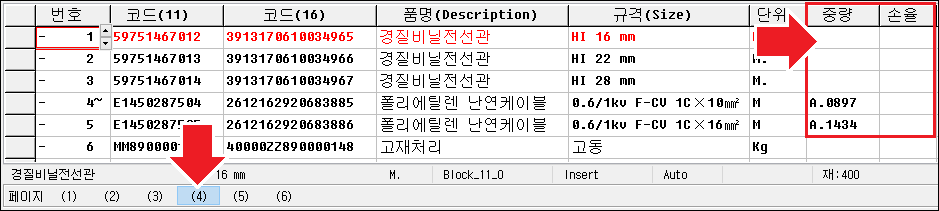 번호 코드(11) 코드(16) 품명(Description) 규격(Size) 단위 중량 손율
- 1 59751467012 3913170610034965 경질비닐전선관 HI 16 mm
- 2 59751467013 3913170610034966 경질비닐전선관 HI 22 mm M.
- 3 59751467014 3913170610034967 경질비닐전선관 HI 28 mm M.
- 4~ E1450287504 2612162920683885 폴리에틸렌 난연케이블 0.6/1kv F-CV 1C×10㎟ M A.0897
- 5 2612162920683886 폴리에틸렌 난연케이블 0.6/1kv F-CV 1C×16㎟ M A.1434
- 6 40000ZZ890000148 고재처리 고동 Kg
경질비닐전선관 16 mm M. Block_11_0 Insert Auto 재:400
페이지 (1) (2) (3) (4) (5) (6)